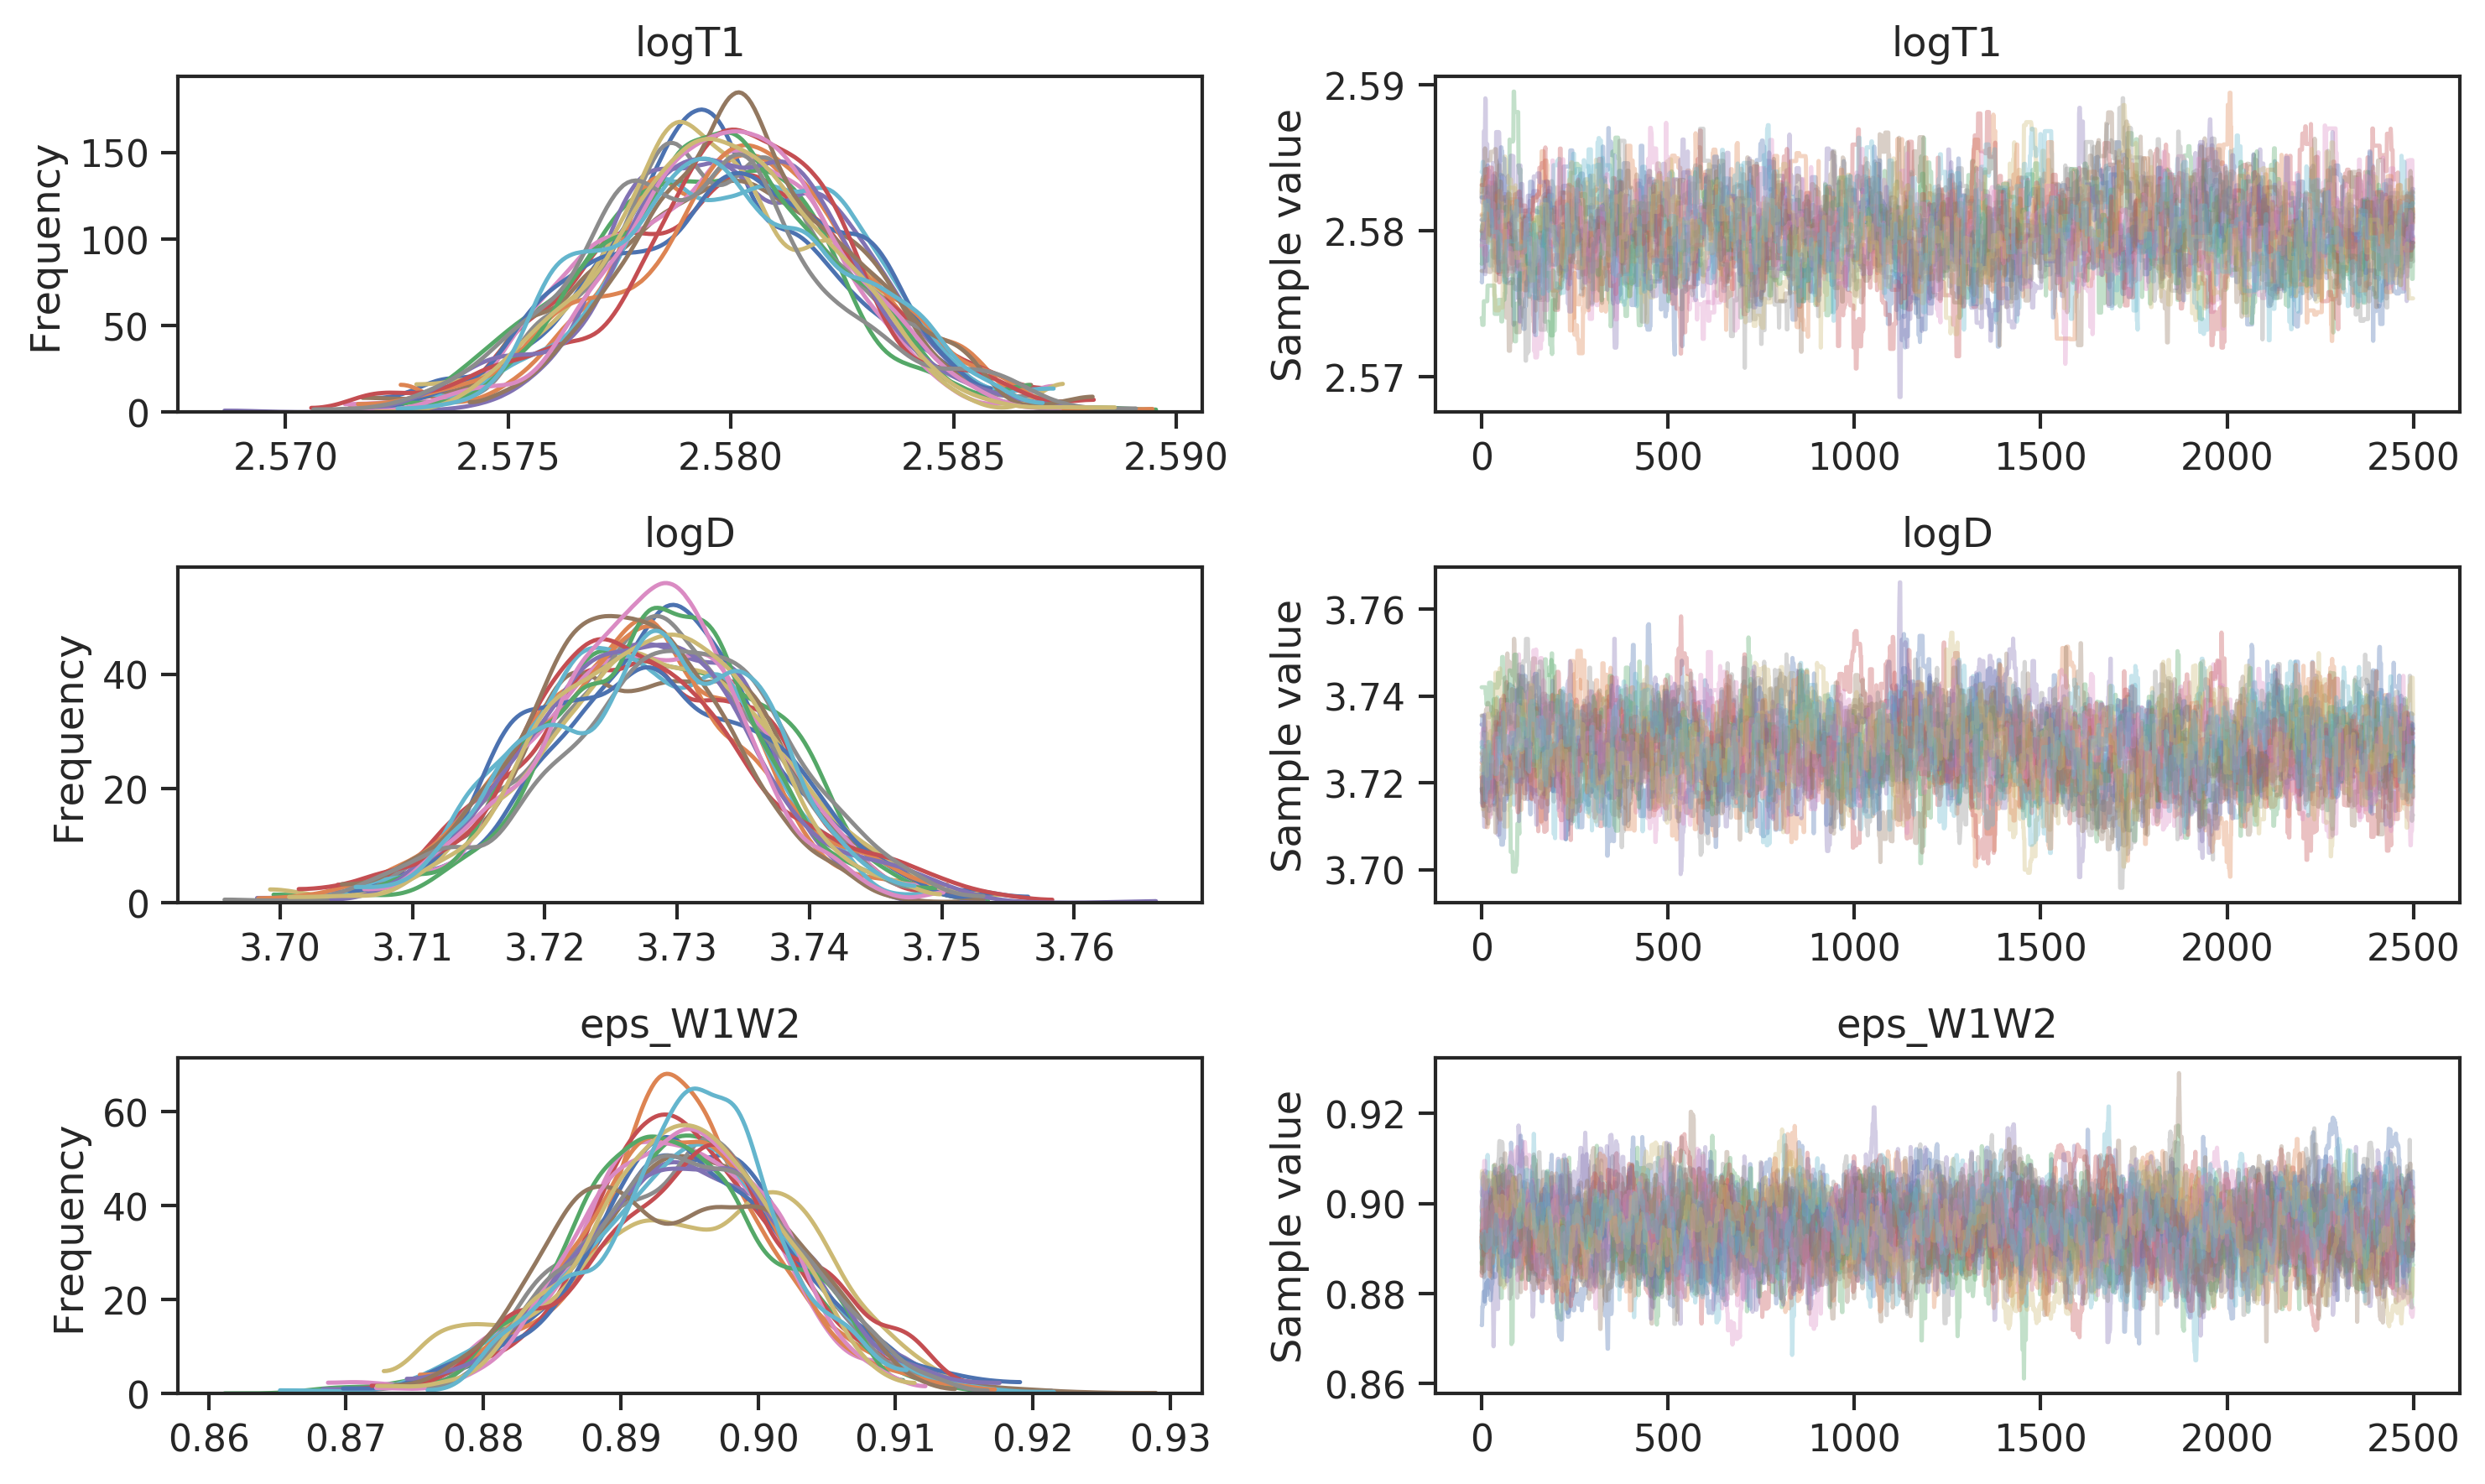 logT1
Frequency
150
100
50
0
2.570 2.575 2.580 2.585 2.590
logT1
Sample value
2.59
2.58
2.57
0 500 1000 1500 2000 2500
logD
Frequency
40
20
0
3.70 3.71 3.72 3.73 3.74 3.75 3.76
logD
Sample value
3.76
3.74
3.72
3.70
0 500 1000 1500 2000 2500
eps_W1W2
Frequency
60
40
20
0
0.86 0.87 0.88 0.89 0.90 0.91 0.92 0.93
eps_W1W2
Sample value
0.92
0.90
0.88
0.86
0 500 1000 1500 2000 2500